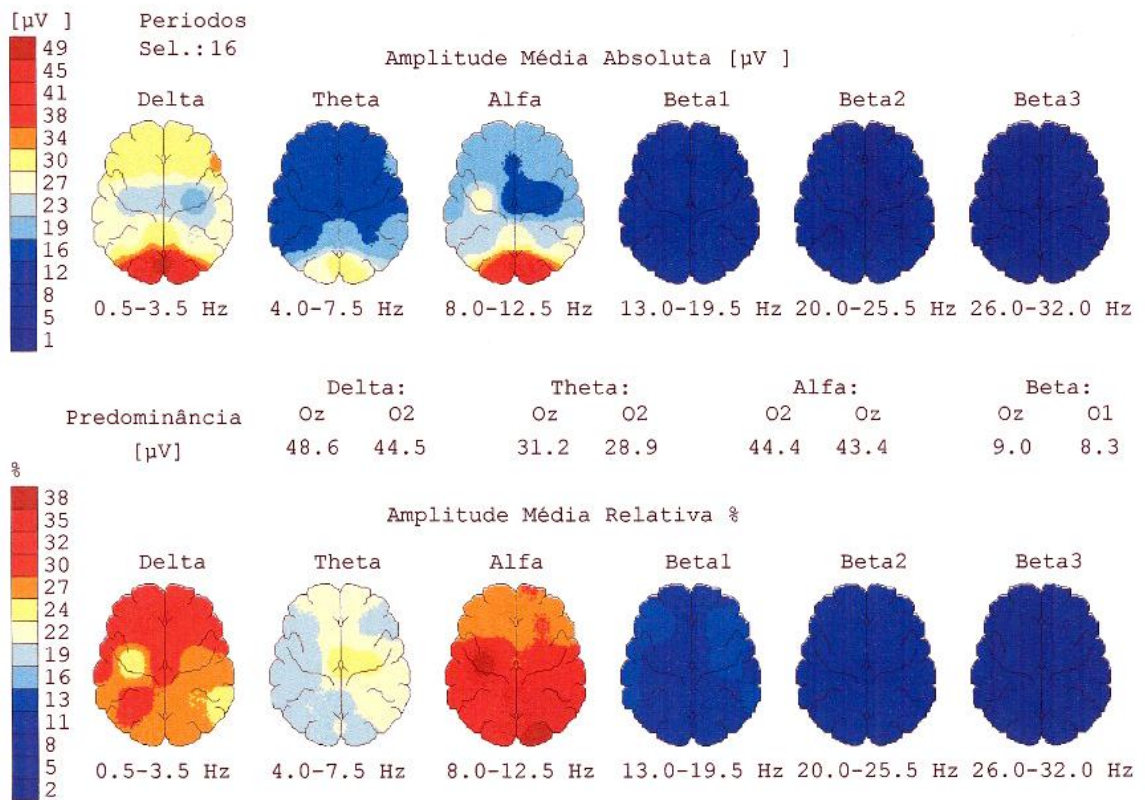 [µV ]
Periodos
Sel.:16
Amplitude Média Absoluta [µV ]
49
45
41
38
34
30
27
23
19
16
12
8
5
1
Delta Theta Alfa Beta1 Beta2 Beta3
0.5-3.5 Hz 4.0-7.5 Hz 8.0-12.5 Hz 13.0-19.5 Hz 20.0-25.5 Hz 26.0-32.0 Hz
Delta: Theta: Alfa: Beta:
Predominância Oz O2 Oz O2 O2 Oz Oz O1
[µV] 48.6 44.5 31.2 28.9 44.4 43.4 9.0 8.3
%
Amplitude Média Relativa %
38
35
32
30
27
24
22
19
16
13
11
8
5
2
Delta Theta Alfa Beta1 Beta2 Beta3
0.5-3.5 Hz 4.0-7.5 Hz 8.0-12.5 Hz 13.0-19.5 Hz 20.0-25.5 Hz 26.0-32.0 Hz